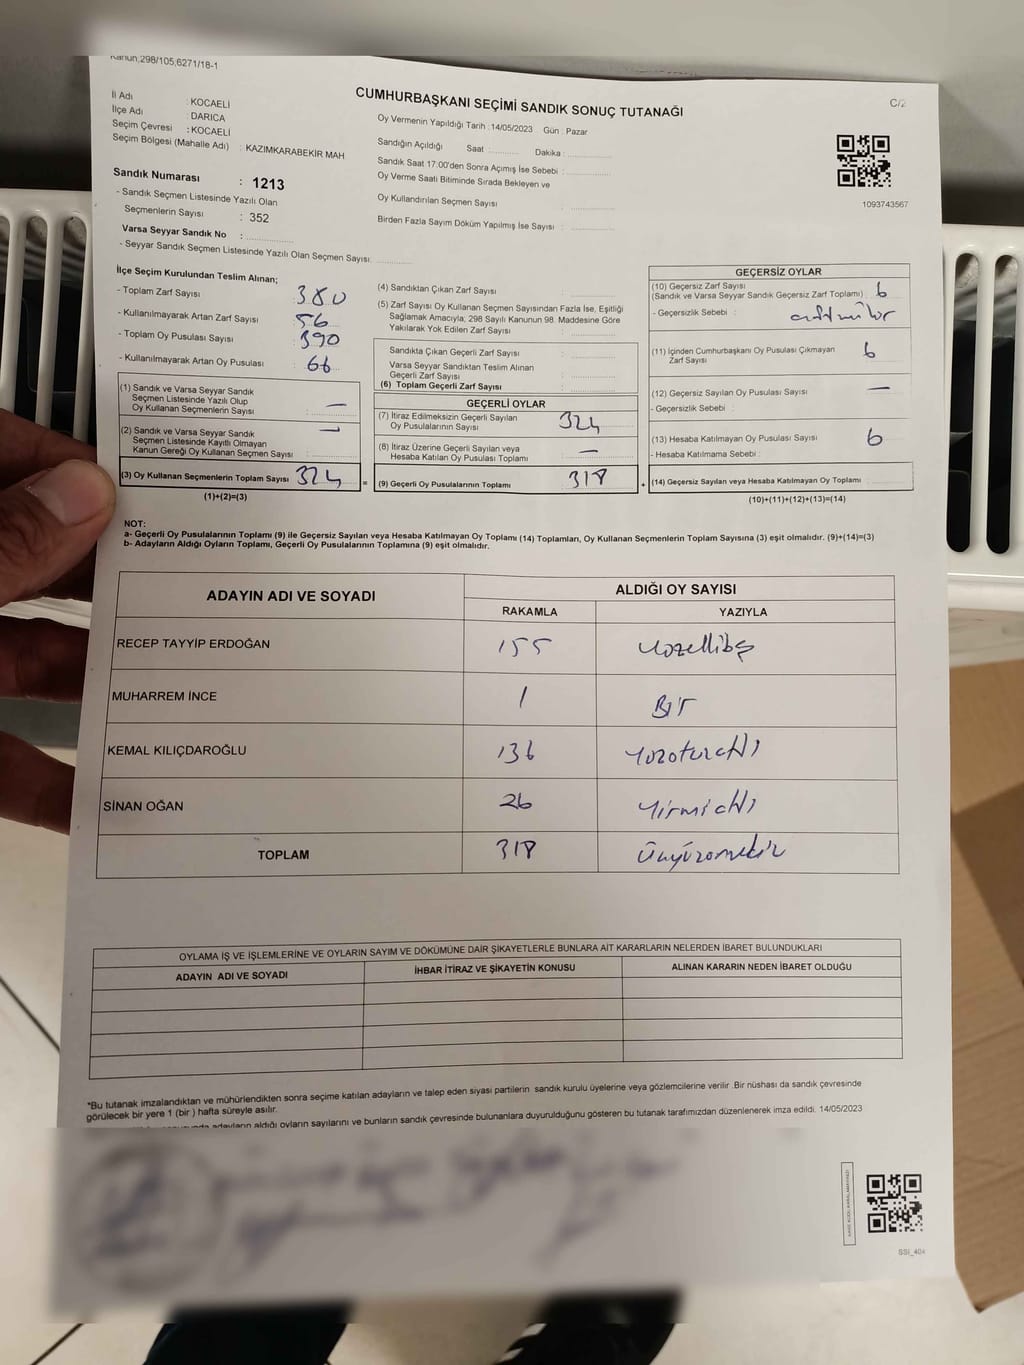 Kanun;298/105;6271/18-1
CUMHURBAŞKANI SEÇİMİ SANDIK SONUÇ TUTANAĞI
C/2
İl Adı : KOCAELİ
İlçe Adı : DARICA
Seçim Çevresi : KOCAELİ
Seçim Bölgesi (Mahalle Adı) : KAZIMKARABEKİR MAH
Oy Vermenin Yapıldığı Tarih :14/05/2023 Gün : Pazar
Sandığın Açıldığı Saat :.......... Dakika :..............
Sandık Saat 17:00'den Sonra Açımış İse Sebebi :..............
Oy Verme Saati Bitiminde Sırada Bekleyen ve
Oy Kullandırılan Seçmen Sayısı :..............
Birden Fazla Sayım Döküm Yapılmış İse Sayısı :..............
1093743567
Sandık Numarası : 1213
- Sandık Seçmen Listesinde Yazılı Olan
Seçmenlerin Sayısı : 352
Varsa Seyyar Sandık No :..............
- Seyyar Sandık Seçmen Listesinde Yazılı Olan Seçmen Sayısı:..............
İlçe Seçim Kurulundan Teslim Alınan;
- Toplam Zarf Sayısı : 380
- Kullanılmayarak Artan Zarf Sayısı : 56
- Toplam Oy Pusulası Sayısı : 390
- Kullanılmayarak Artan Oy Pusulası : 66
(1) Sandık ve Varsa Seyyar Sandık
Seçmen Listesinde Yazılı Olup
Oy Kullanan Seçmenlerin Sayısı : —
(2) Sandık ve Varsa Seyyar Sandık
Seçmen Listesinde Kayıtlı Olmayan
Kanun Gereği Oy Kullanan Seçmen Sayısı : —
(3) Oy Kullanan Seçmenlerin Toplam Sayısı 324 =
(1)+(2)=(3)
(4) Sandıktan Çıkan Zarf Sayısı :..............
(5) Zarf Sayısı Oy Kullanan Seçmen Sayısından Fazla İse, Eşitliği
Sağlamak Amacıyla; 298 Sayılı Kanunun 98. Maddesine Göre
Yakılarak Yok Edilen Zarf Sayısı :..............
Sandıkta Çıkan Geçerli Zarf Sayısı :..............
Varsa Seyyar Sandıktan Teslim Alınan
Geçerli Zarf Sayısı :..............
(6) Toplam Geçerli Zarf Sayısı :..............
GEÇERLİ OYLAR
(7) İtiraz Edilmeksizin Geçerli Sayılan
Oy Pusulalarının Sayısı : 324
(8) İtiraz Üzerine Geçerli Sayılan veya
Hesaba Katılan Oy Pusulası Toplamı : —
(9) Geçerli Oy Pusulalarının Toplamı : 318 +
GEÇERSİZ OYLAR
(10) Geçersiz Zarf Sayısı
(Sandık ve Varsa Seyyar Sandık Geçersiz Zarf Toplamı) : 6
- Geçersizlik Sebebi :
(11) İçinden Cumhurbaşkanı Oy Pusulası Çıkmayan
Zarf Sayısı : 6
(12) Geçersiz Sayılan Oy Pusulası Sayısı : —
- Geçersizlik Sebebi :
(13) Hesaba Katılmayan Oy Pusulası Sayısı : 6
- Hesaba Katılmama Sebebi :
(14) Geçersiz Sayılan veya Hesaba Katılmayan Oy Toplamı :..............
(10)+(11)+(12)+(13)=(14)
NOT:
a- Geçerli Oy Pusulalarının Toplamı (9) ile Geçersiz Sayılan veya Hesaba Katılmayan Oy Toplamı (14) Toplamları, Oy Kullanan Seçmenlerin Toplam Sayısına (3) eşit olmalıdır. (9)+(14)=(3)
b- Adayların Aldığı Oyların Toplamı, Geçerli Oy Pusulalarının Toplamına (9) eşit olmalıdır.
ADAYIN ADI VE SOYADI
ALDIĞI OY SAYISI
RAKAMLA YAZIYLA
RECEP TAYYİP ERDOĞAN 155 Yüzellibeş
MUHARREM İNCE 1 Bir
KEMAL KILIÇDAROĞLU 136 Yüzotuzaltı
SİNAN OĞAN 26 Yirmialtı
TOPLAM 318 Üçyüzonsekiz
OYLAMA İŞ VE İŞLEMLERİNE VE OYLARIN SAYIM VE DÖKÜMÜNE DAİR ŞİKAYETLERLE BUNLARA AİT KARARLARIN NELERDEN İBARET BULUNDUKLARI
ADAYIN ADI VE SOYADI
İHBAR İTİRAZ VE ŞİKAYETİN KONUSU
ALINAN KARARIN NEDEN İBARET OLDUĞU
*Bu tutanak imzalandıktan ve mühürlendikten sonra seçime katılan adayların ve talep eden siyasi partilerin sandık kurulu üyelerine veya gözlemcilerine verilir .Bir nüshası da sandık çevresinde
görülecek bir yere 1 (bir ) hafta süreyle asılır.
adayların aldığı oyların sayılarını ve bunların sandık çevresinde bulunanlara duyurulduğunu gösteren bu tutanak tarafımızdan düzenlenerek imza edildi. 14/05/2023